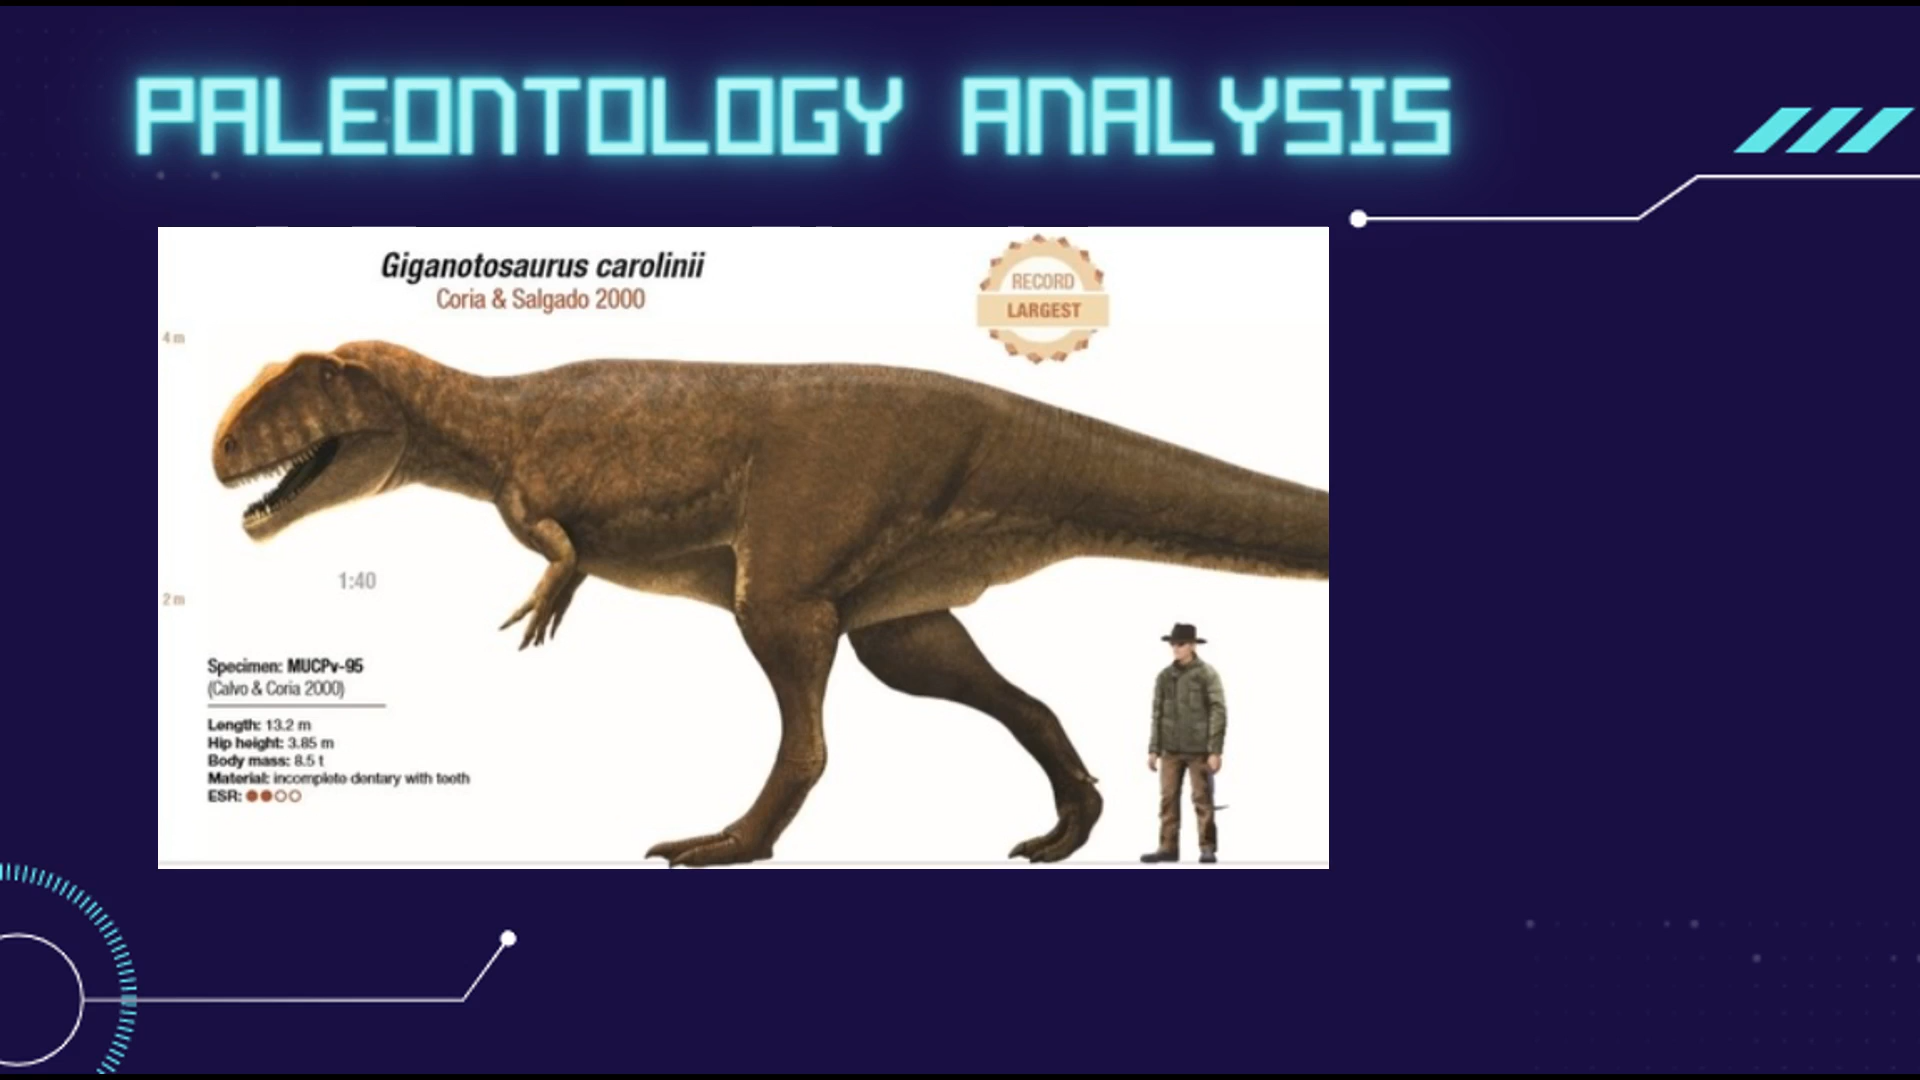 PALEONTOLOGY ANALYSIS
Giganotosaurus carolinii
Coria & Salgado 2000
RECORD
LARGEST
4 m
1:40
2 m
Specimen: MUCPv-95
(Calvo & Coria 2000)
Length: 13.2 m
Hip height: 3.85 m
Body mass: 8.5 t
Material: incomplete dentary with teeth
ESR: